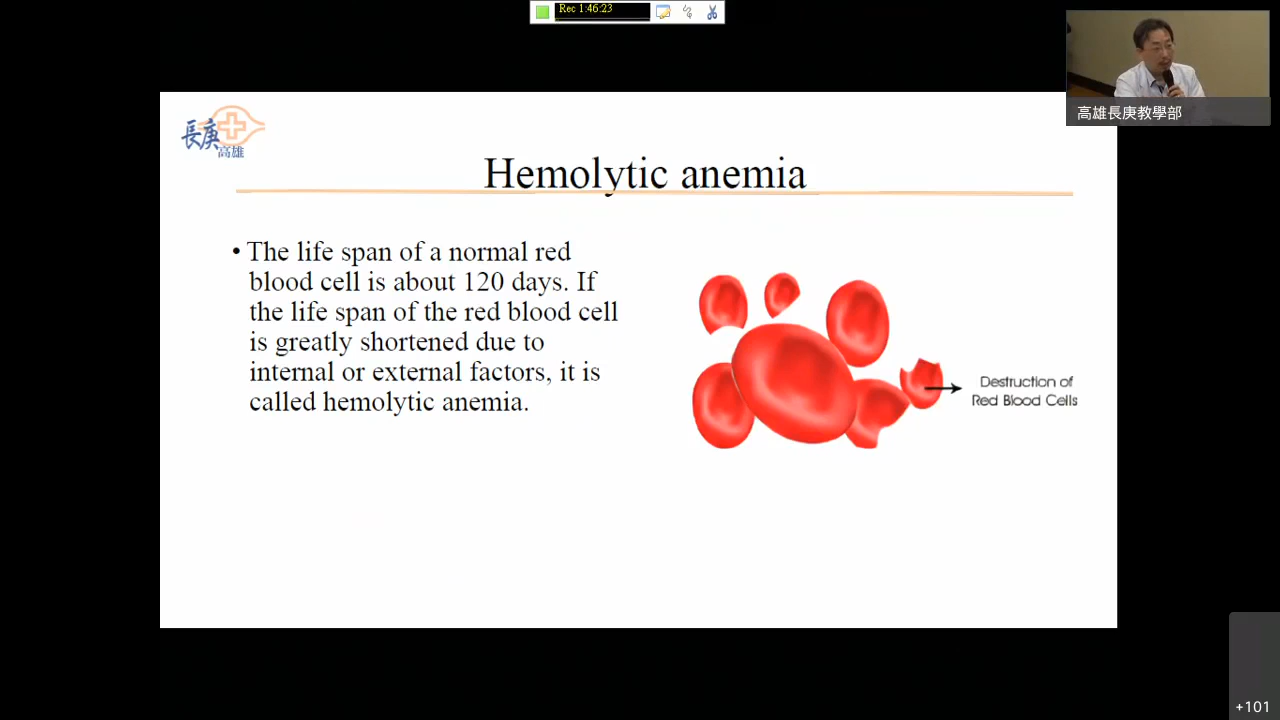 Rec 1:46:23
高雄長庚教學部
長庚
高雄
Hemolytic anemia
• The life span of a normal red
blood cell is about 120 days. If
the life span of the red blood cell
is greatly shortened due to
internal or external factors, it is
called hemolytic anemia.
Destruction of
Red Blood Cells
+101